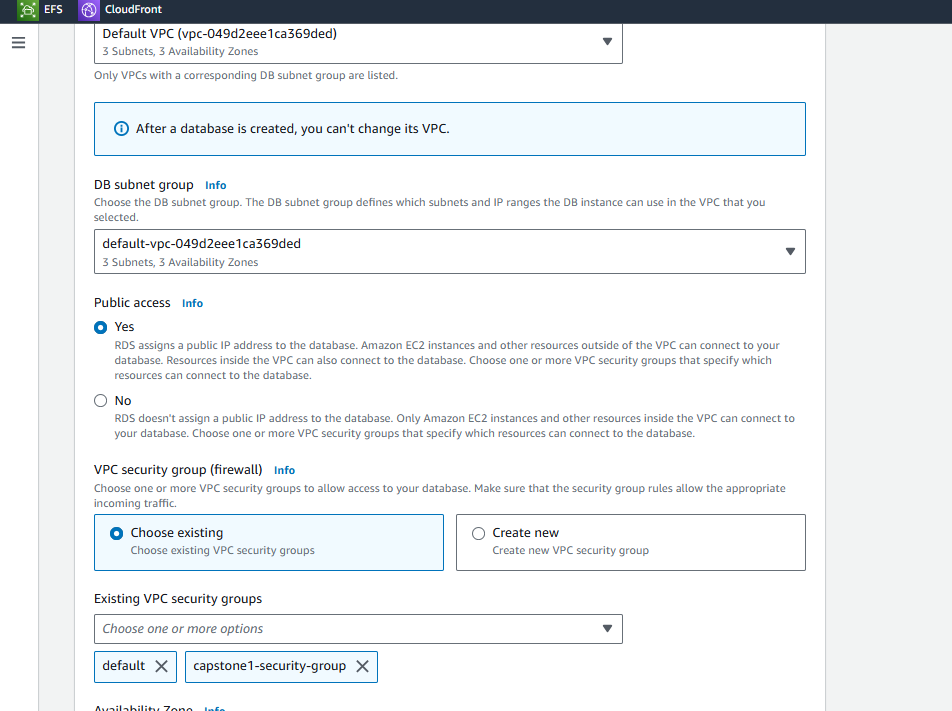 EFS CloudFront
Default VPC (vpc-049d2eee1ca369ded)
3 Subnets, 3 Availability Zones
Only VPCs with a corresponding DB subnet group are listed.
After a database is created, you can't change its VPC.
DB subnet group Info
Choose the DB subnet group. The DB subnet group defines which subnets and IP ranges the DB instance can use in the VPC that you
selected.
default-vpc-049d2eee1ca369ded
3 Subnets, 3 Availability Zones
Public access Info
Yes
RDS assigns a public IP address to the database. Amazon EC2 instances and other resources outside of the VPC can connect to your
database. Resources inside the VPC can also connect to the database. Choose one or more VPC security groups that specify which
resources can connect to the database.
No
RDS doesn't assign a public IP address to the database. Only Amazon EC2 instances and other resources inside the VPC can connect to
your database. Choose one or more VPC security groups that specify which resources can connect to the database.
VPC security group (firewall) Info
Choose one or more VPC security groups to allow access to your database. Make sure that the security group rules allow the appropriate
incoming traffic.
Choose existing
Choose existing VPC security groups
Create new
Create new VPC security group
Existing VPC security groups
Choose one or more options
default
capstone1-security-group
Availability Zone Info